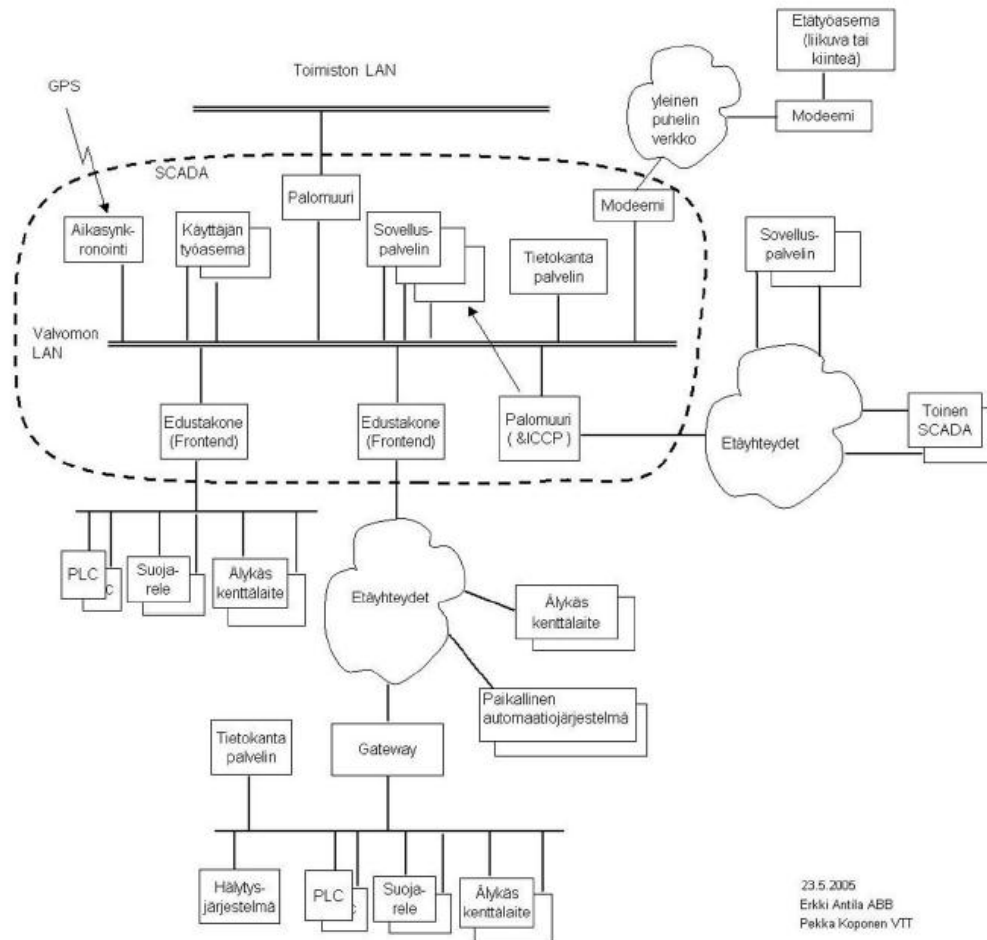 Etätyöasema
(liikuva tai
kiinteä)
Toimiston LAN
GPS
yleinen
puhelin
verkko
Modeemi
SCADA
Palomuuri
Modeemi
Aikasynk-
ronointi
Käyttäjän
työasema
Sovellus-
palvelin
Tietokanta
palvelin
Sovellus-
palvelin
Valvomon
LAN
Edustakone
(Frontend)
Edustakone
(Frontend)
Palomuuri
( &ICCP )
Etäyhteydet
Toinen
SCADA
PLC
c
Suoja-
rele
Älykäs
kenttälaite
Etäyhteydet
Älykäs
kenttälaite
Paikallinen
automaatiojärjestelmä
Tietokanta
palvelin
Gateway
Hälytys-
järjestelmä
PLC
c
Suoja-
rele
Älykäs
kenttälaite
23.5.2005
Erkki Antila ABB
Pekka Koponen VTT